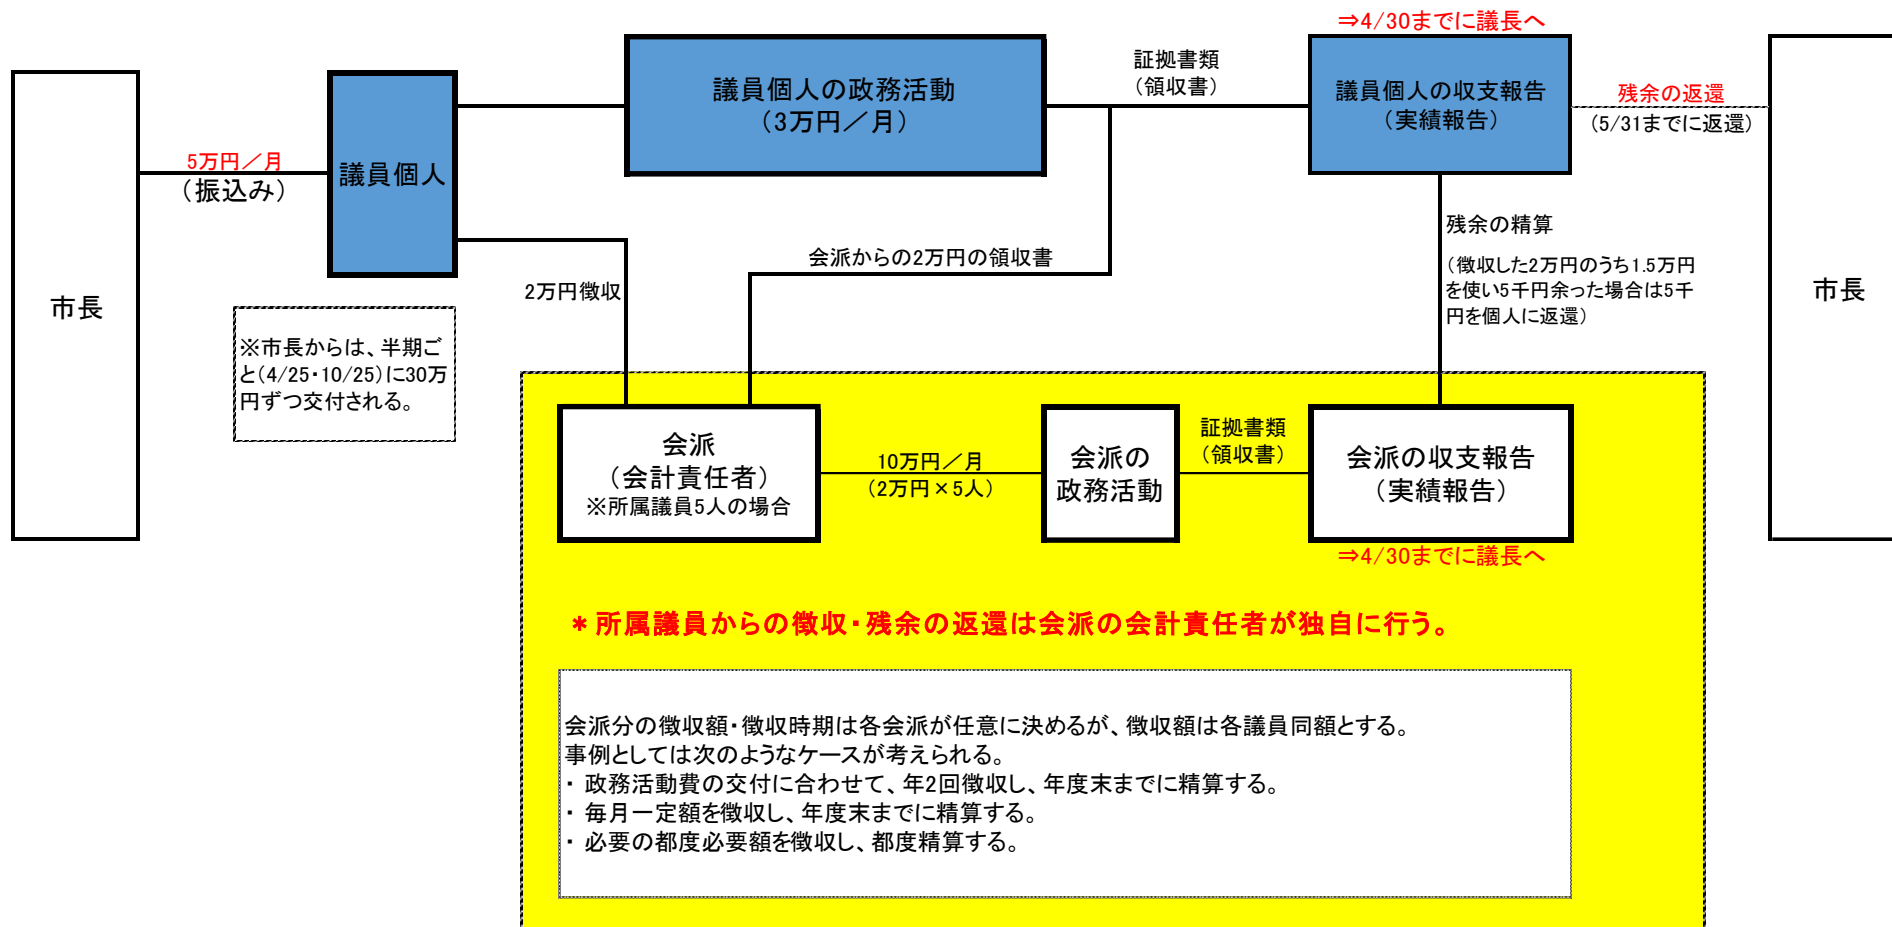 ⇒4/30までに議長へ
市長
5万円／月
（振込み）
議員個人
議員個人の政務活動
（3万円／月）
証拠書類
（領収書）
議員個人の収支報告
（実績報告）
残余の返還
（5/31までに返還）
市長
※市長からは、半期ご
と（4/25・10/25）に30万
円ずつ交付される。
2万円徴収
会派からの2万円の領収書
残余の精算
（徴収した2万円のうち1.5万円
を使い5千円余った場合は5千
円を個人に返還）
会派
（会計責任者）
※所属議員5人の場合
10万円／月
（2万円×5人）
会派の
政務活動
証拠書類
（領収書）
会派の収支報告
（実績報告）
⇒4/30までに議長へ
＊所属議員からの徴収・残余の返還は会派の会計責任者が独自に行う。
会派分の徴収額・徴収時期は各会派が任意に決めるが、徴収額は各議員同額とする。
事例としては次のようなケースが考えられる。
・ 政務活動費の交付に合わせて、年2回徴収し、年度末までに精算する。
・ 毎月一定額を徴収し、年度末までに精算する。
・ 必要の都度必要額を徴収し、都度精算する。